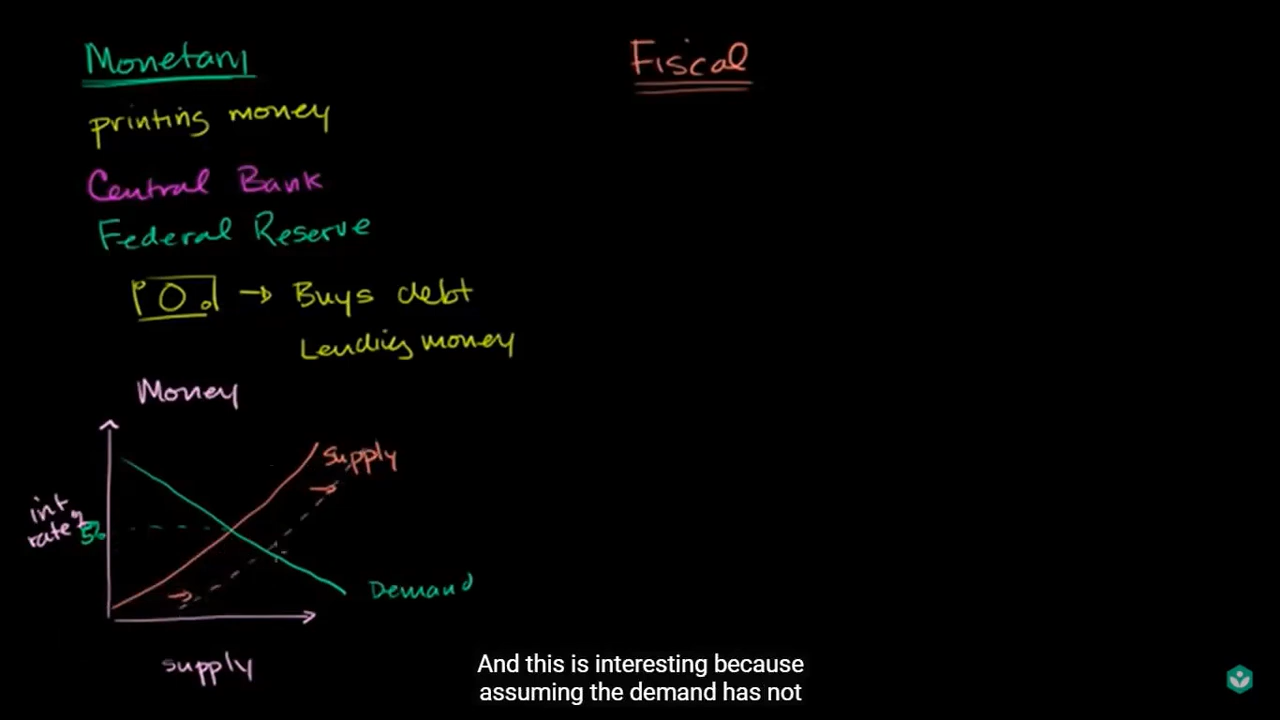 Monetary
Fiscal
printing money
Central Bank
Federal Reserve
→ Buys debt
Lending money
Money
supply
int
rate %
5%
Demand
supply
And this is interesting because
assuming the demand has not